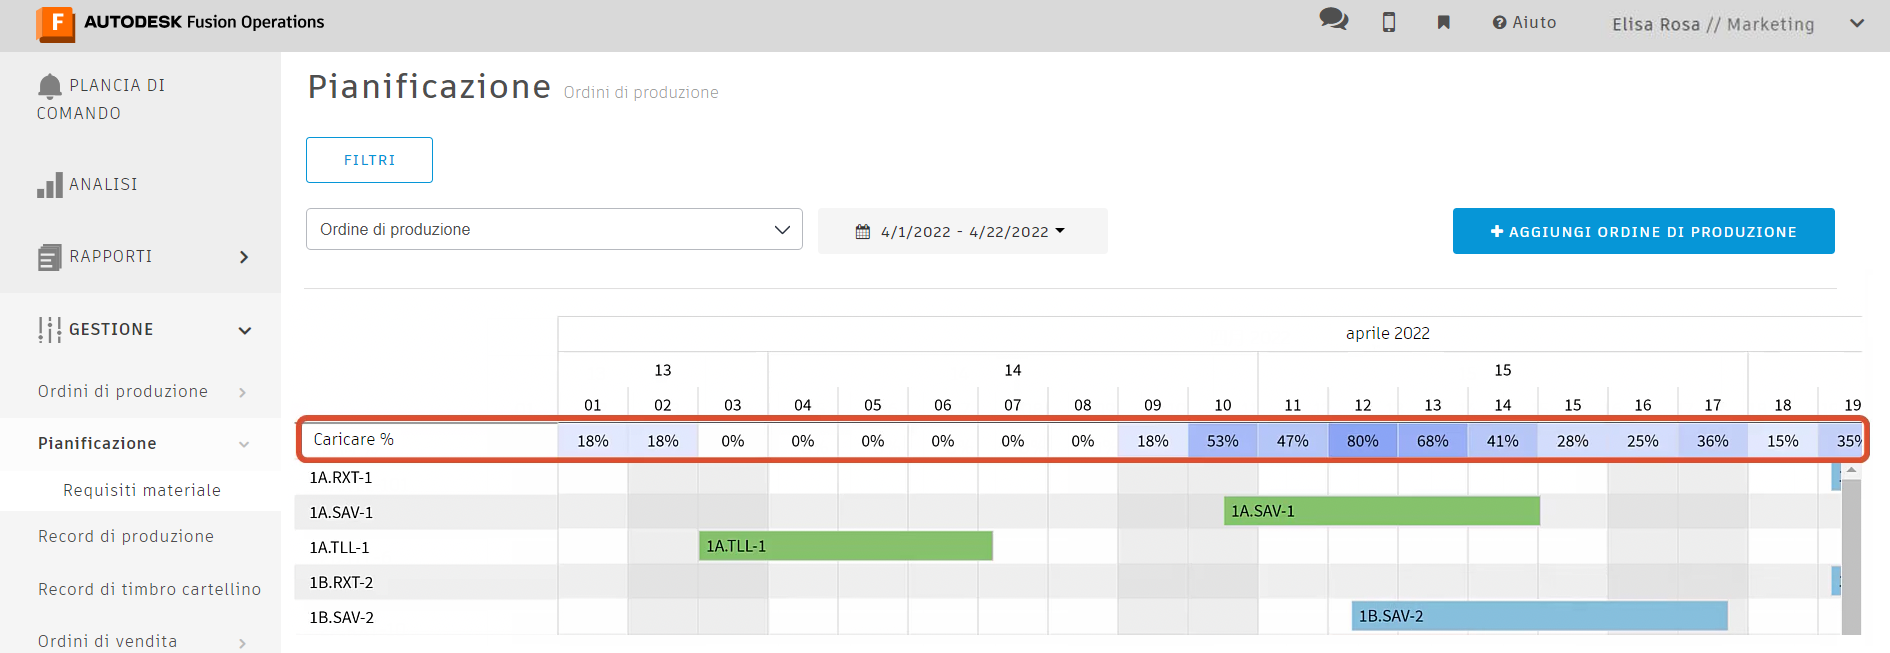 F AUTODESK Fusion Operations
Aiuto
Elisa Rosa // Marketing
PLANCIA DI
COMANDO
ANALISI
RAPPORTI
GESTIONE
Ordini di produzione
Pianificazione
Requisiti materiale
Record di produzione
Record di timbro cartellino
Ordini di vendita
Pianificazione Ordini di produzione
FILTRI
Ordine di produzione
4/1/2022 - 4/22/2022
+ AGGIUNGI ORDINE DI PRODUZIONE
aprile 2022
13 14 15
01 02 03 04 05 06 07 08 09 10 11 12 13 14 15 16 17 18 19
Caricare % 18% 18% 0% 0% 0% 0% 0% 0% 18% 53% 47% 80% 68% 41% 28% 25% 36% 15% 35%
1A.RXT-1
1A.SAV-1 1A.SAV-1
1A.TLL-1 1A.TLL-1
1B.RXT-2
1B.SAV-2 1B.SAV-2